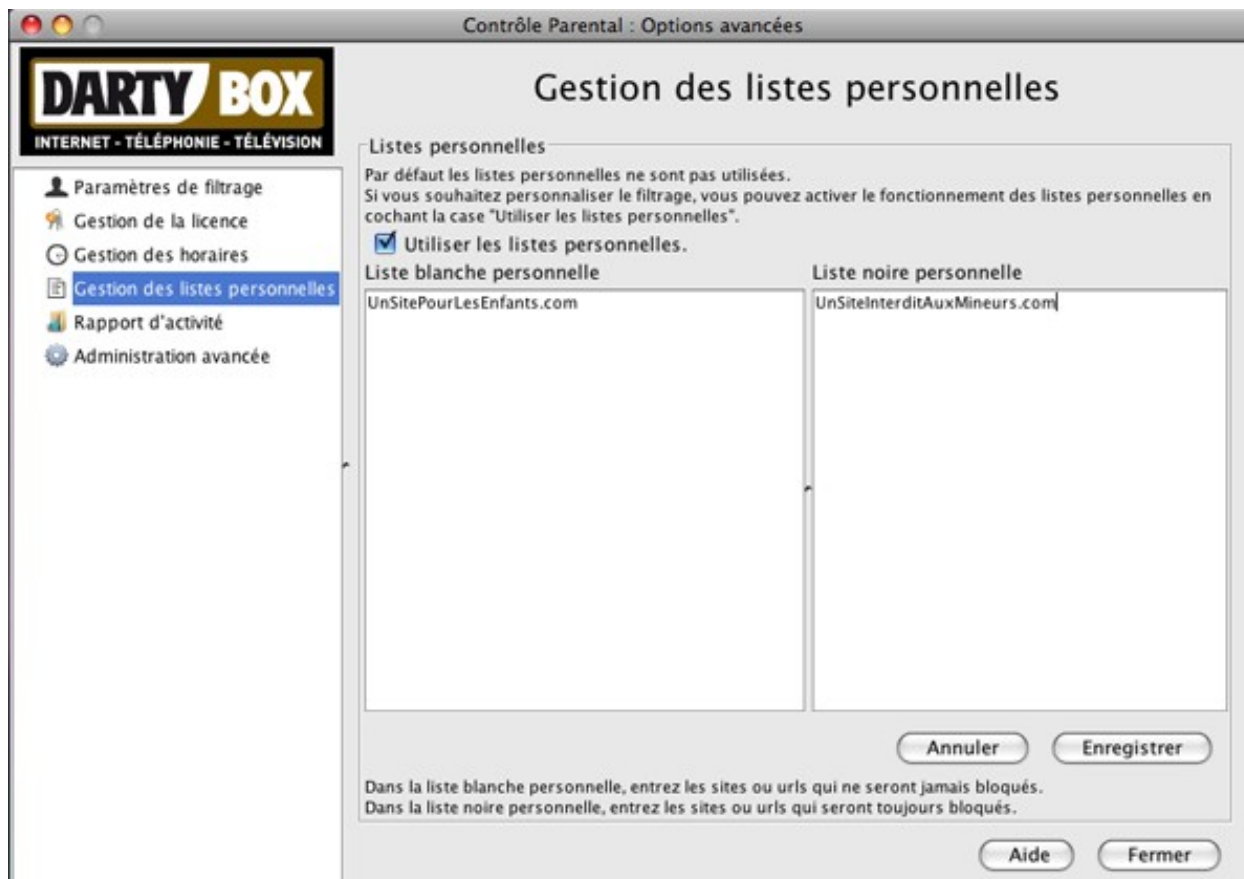 Contrôle Parental : Options avancées
DARTY BOX
INTERNET - TÉLÉPHONIE - TÉLÉVISION
Paramètres de filtrage
Gestion de la licence
Gestion des horaires
Gestion des listes personnelles
Rapport d'activité
Administration avancée
Gestion des listes personnelles
Listes personnelles
Par défaut les listes personnelles ne sont pas utilisées.
Si vous souhaitez personnaliser le filtrage, vous pouvez activer le fonctionnement des listes personnelles en
cochant la case "Utiliser les listes personnelles".
Utiliser les listes personnelles.
Liste blanche personnelle
UnSitePourLesEnfants.com
Liste noire personnelle
UnSiteInterditAuxMineurs.com
Annuler
Enregistrer
Dans la liste blanche personnelle, entrez les sites ou urls qui ne seront jamais bloqués.
Dans la liste noire personnelle, entrez les sites ou urls qui seront toujours bloqués.
Aide
Fermer